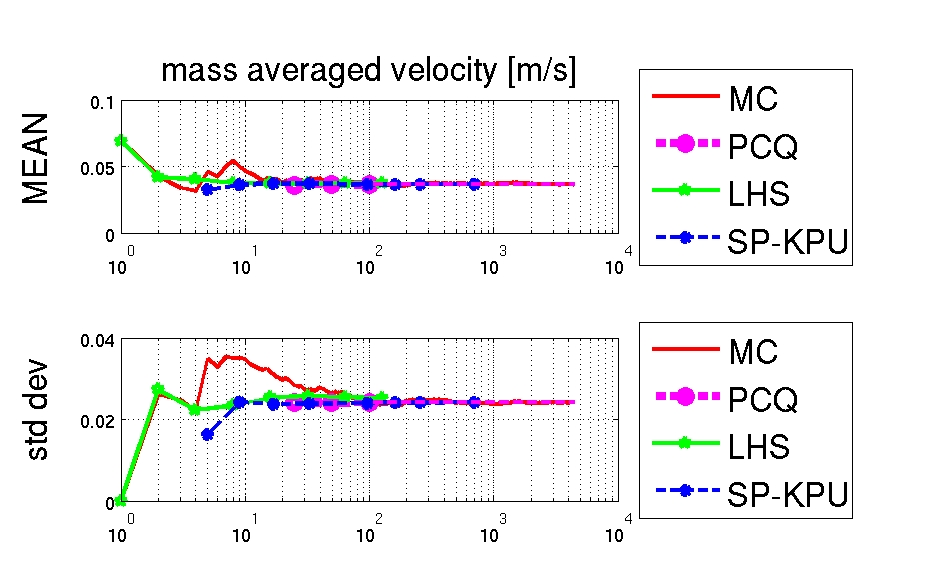 mass averaged velocity [m/s]
MEAN
0.1
0.05
0
10^0 10^1 10^2 10^3 10^4
MC
PCQ
LHS
SP-KPU
std dev
0.04
0.02
0
10^0 10^1 10^2 10^3 10^4
MC
PCQ
LHS
SP-KPU